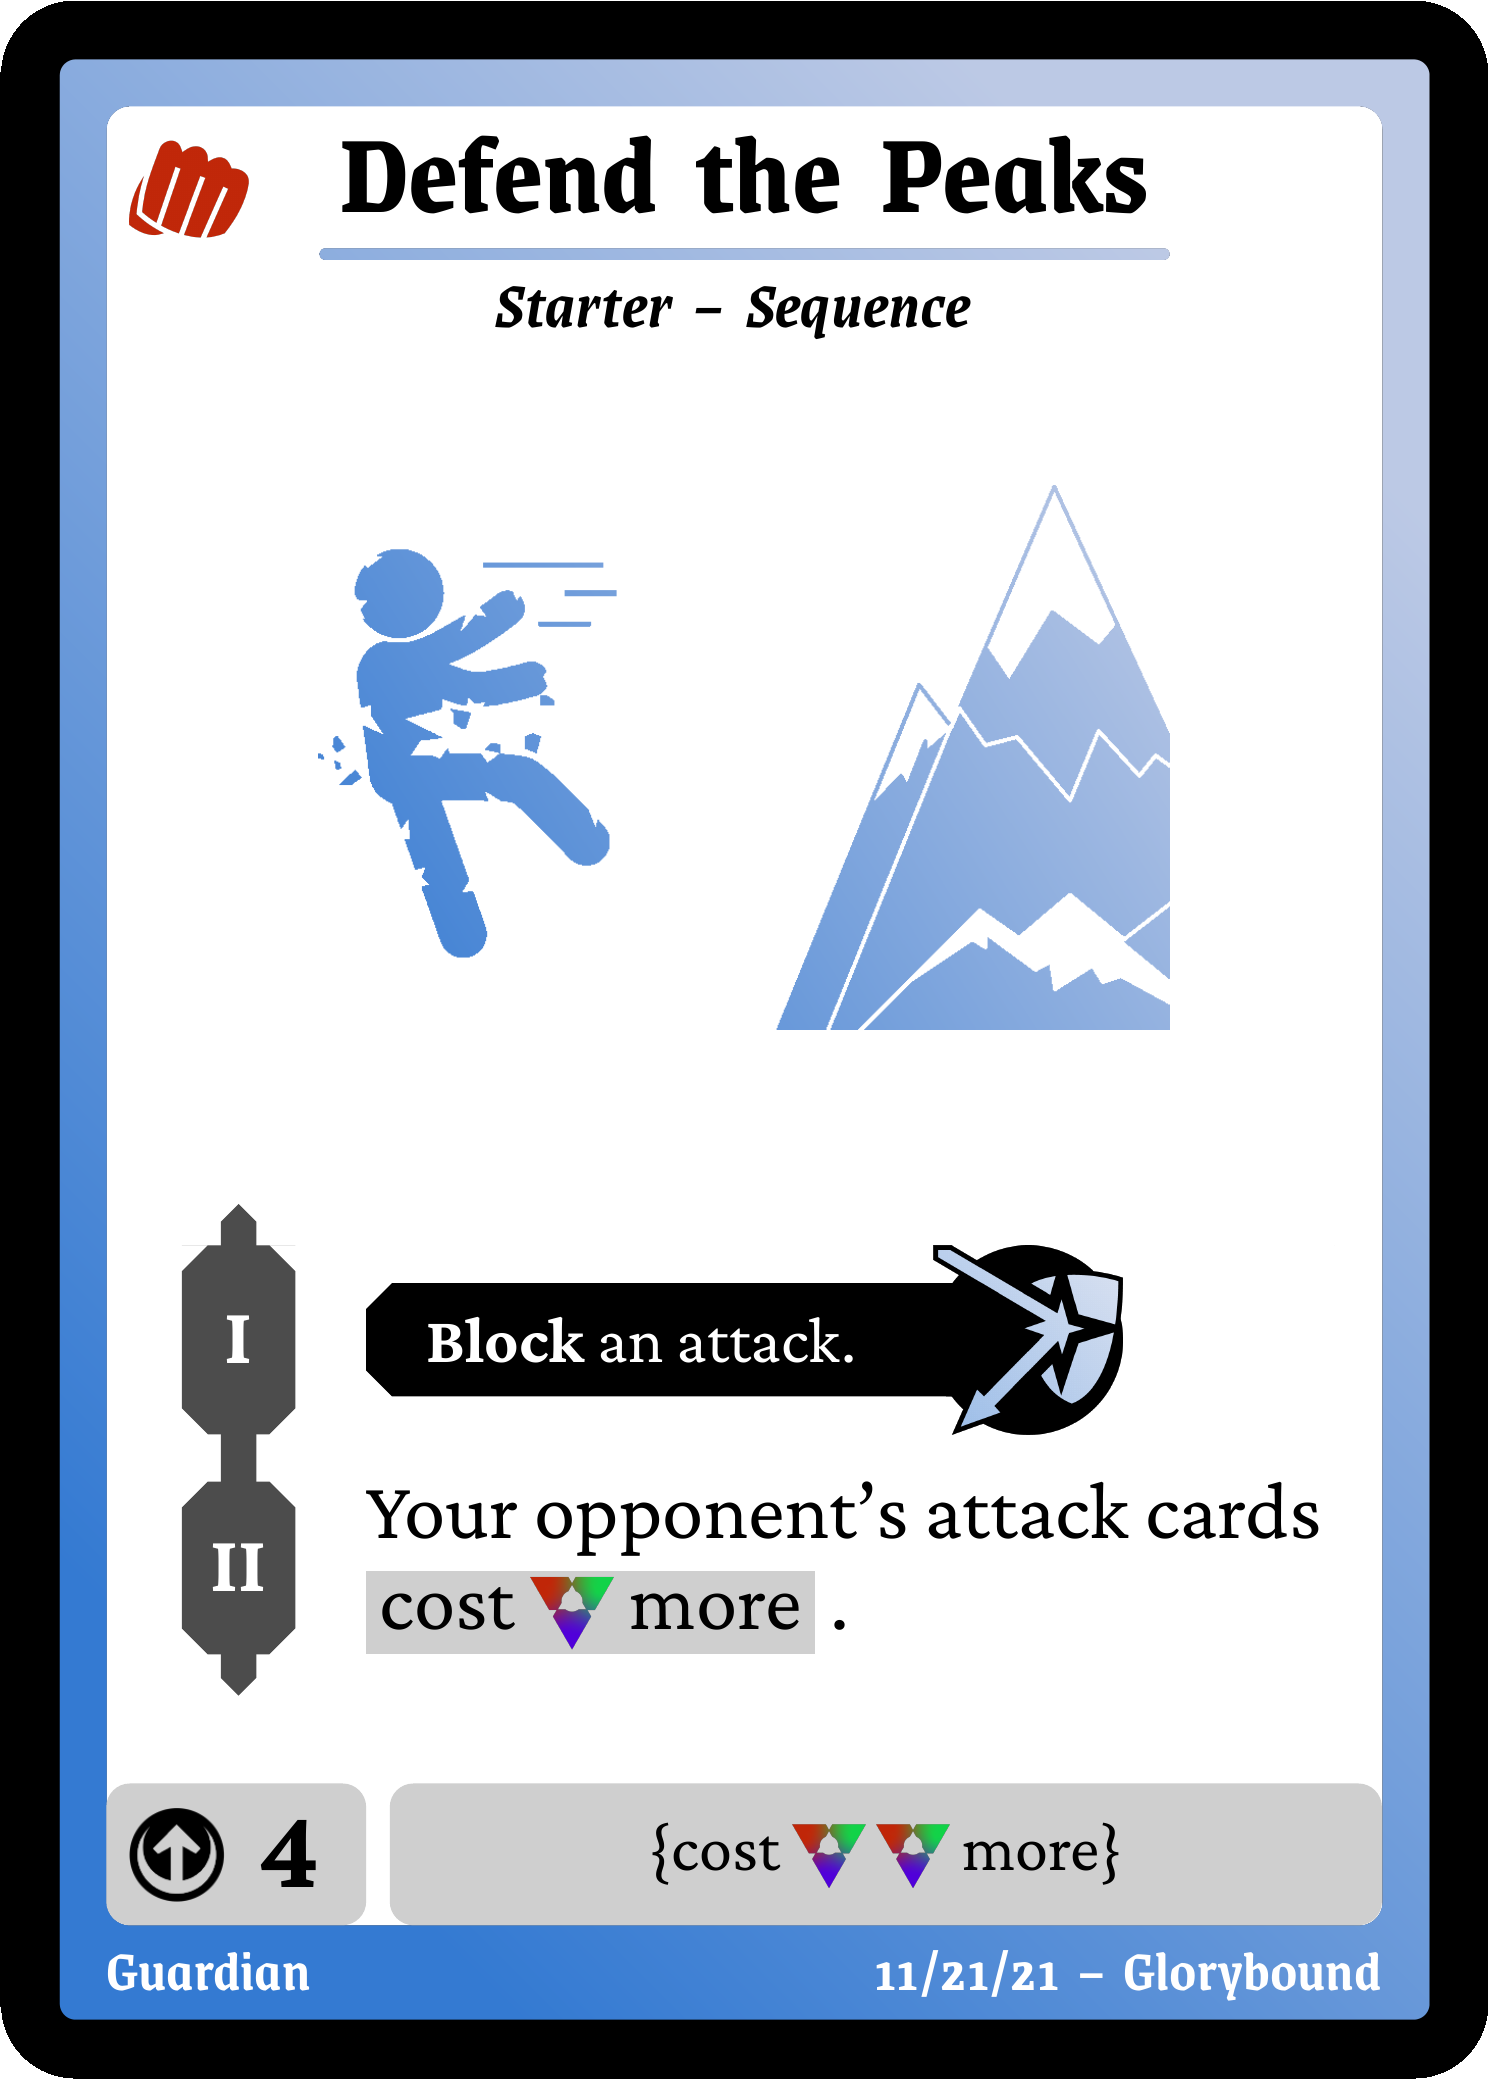 Defend the Peaks
Starter – Sequence
I
Block an attack.
II
Your opponent’s attack cards
cost more .
4
{cost more}
Guardian
11/21/21 – Glorybound